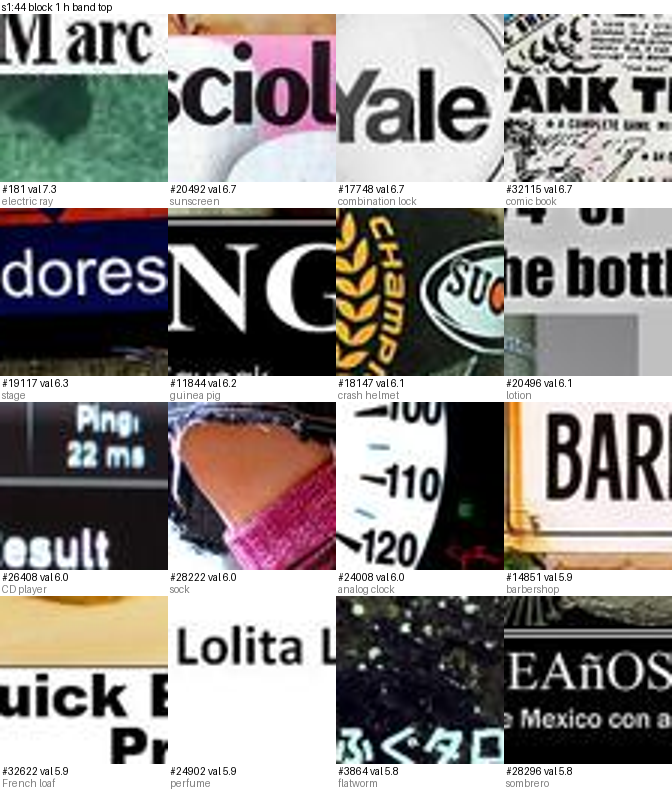 s1:44 block 1 h band top
M arc
#181 val 7.3
electric ray
sciol
#20492 val 6.7
sunscreen
Yale
#17748 val 6.7
combination lock
TANK T
★ A COMPLETE GAME
#32115 val 6.7
comic book
dores
#19117 val 6.3
stage
NG
#11844 val 6.2
guinea pig
CHAMPI
SUO
#18147 val 6.1
crash helmet
he bottl
#20496 val 6.1
lotion
Ping:
22 ms
esult
#26408 val 6.0
CD player
#28222 val 6.0
sock
100
110
120
#24008 val 6.0
analog clock
BAR
#14851 val 5.9
barbershop
uick
Pr
#32622 val 5.9
French loaf
Lolita L
#24902 val 5.9
perfume
ふぐタロ
#3864 val 5.8
flatworm
EAñOS
e Mexico con a
#28296 val 5.8
sombrero